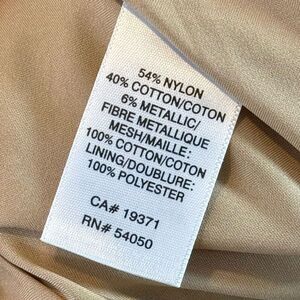 54% NYLON
40% COTTON/COTON
6% METALLIC/
FIBRE METALLIQUE
MESH/MAILLE:
100% COTTON/COTON
LINING/DOUBLURE:
100% POLYESTER
CA# 19371
RN# 54050